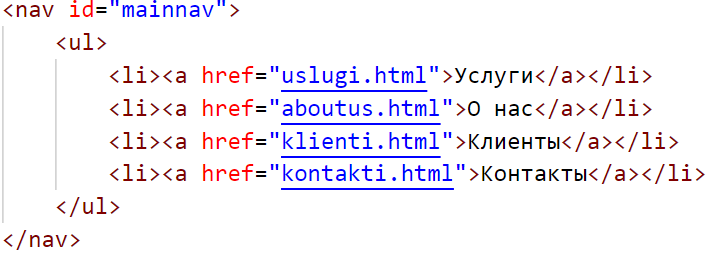 <nav id="mainnav">
<ul>
<li><a href="uslugi.html">Услуги</a></li>
<li><a href="aboutus.html">О нас</a></li>
<li><a href="klienti.html">Клиенты</a></li>
<li><a href="kontakti.html">Контакты</a></li>
</ul>
</nav>